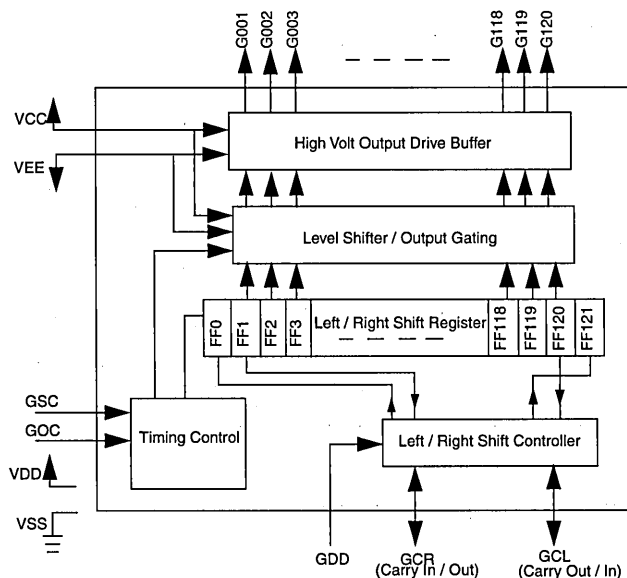 G001 G002 G003 G118 G119 G120
VCC
High Volt Output Drive Buffer
VEE
Level Shifter / Output Gating
FF0 FF1 FF2 FF3 Left / Right Shift Register FF118 FF119 FF120 FF121
GSC
GOC
Timing Control
Left / Right Shift Controller
VDD
VSS
GDD GCR GCL
(Carry In / Out) (Carry Out / In)